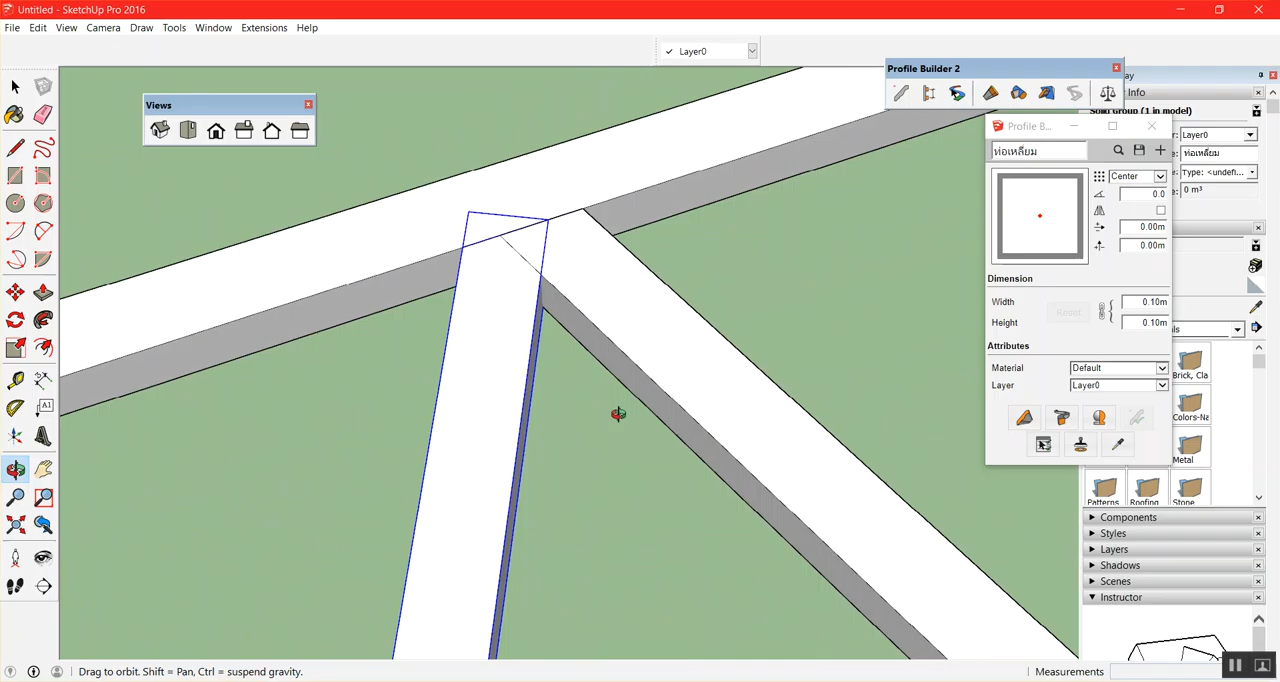 Untitled - SketchUp Pro 2016
File Edit View Camera Draw Tools Window Extensions Help
Layer0
Profile Builder 2
Views
Info
Solid Group (1 in model)
Profile B...
Layer0
ท่อเหลี่ยม
ท่อเหลี่ยม
Center
Type: <undefi...
0.0
0 m³
0.00m
0.00m
Dimension
Width
Reset
0.10m
Height
0.10m
Attributes
Material
Default
Layer
Layer0
Brick, Cla
Colors-Na
Metal
Patterns
Roofing
Stone
A1
Components
Styles
Layers
Shadows
Scenes
Instructor
Drag to orbit. Shift = Pan, Ctrl = suspend gravity.
Measurements